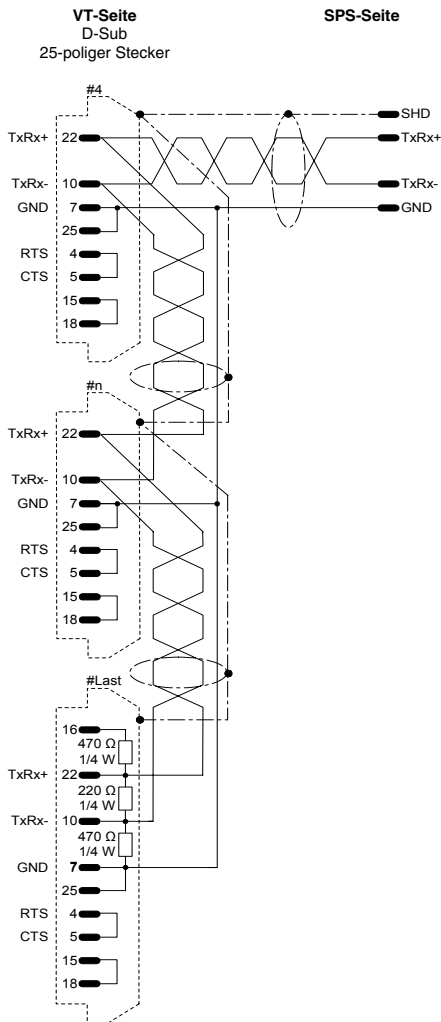 VT-Seite SPS-Seite
D-Sub
25-poliger Stecker
#4
SHD
TxRx+ 22 TxRx+
TxRx- 10 TxRx-
GND 7 GND
25
RTS 4
CTS 5
15
18
#n
TxRx+ 22
TxRx- 10
GND 7
25
RTS 4
CTS 5
15
18
#Last
16
470 Ω
1/4 W
TxRx+ 22
220 Ω
1/4 W
TxRx- 10
470 Ω
1/4 W
GND 7
25
RTS 4
CTS 5
15
18